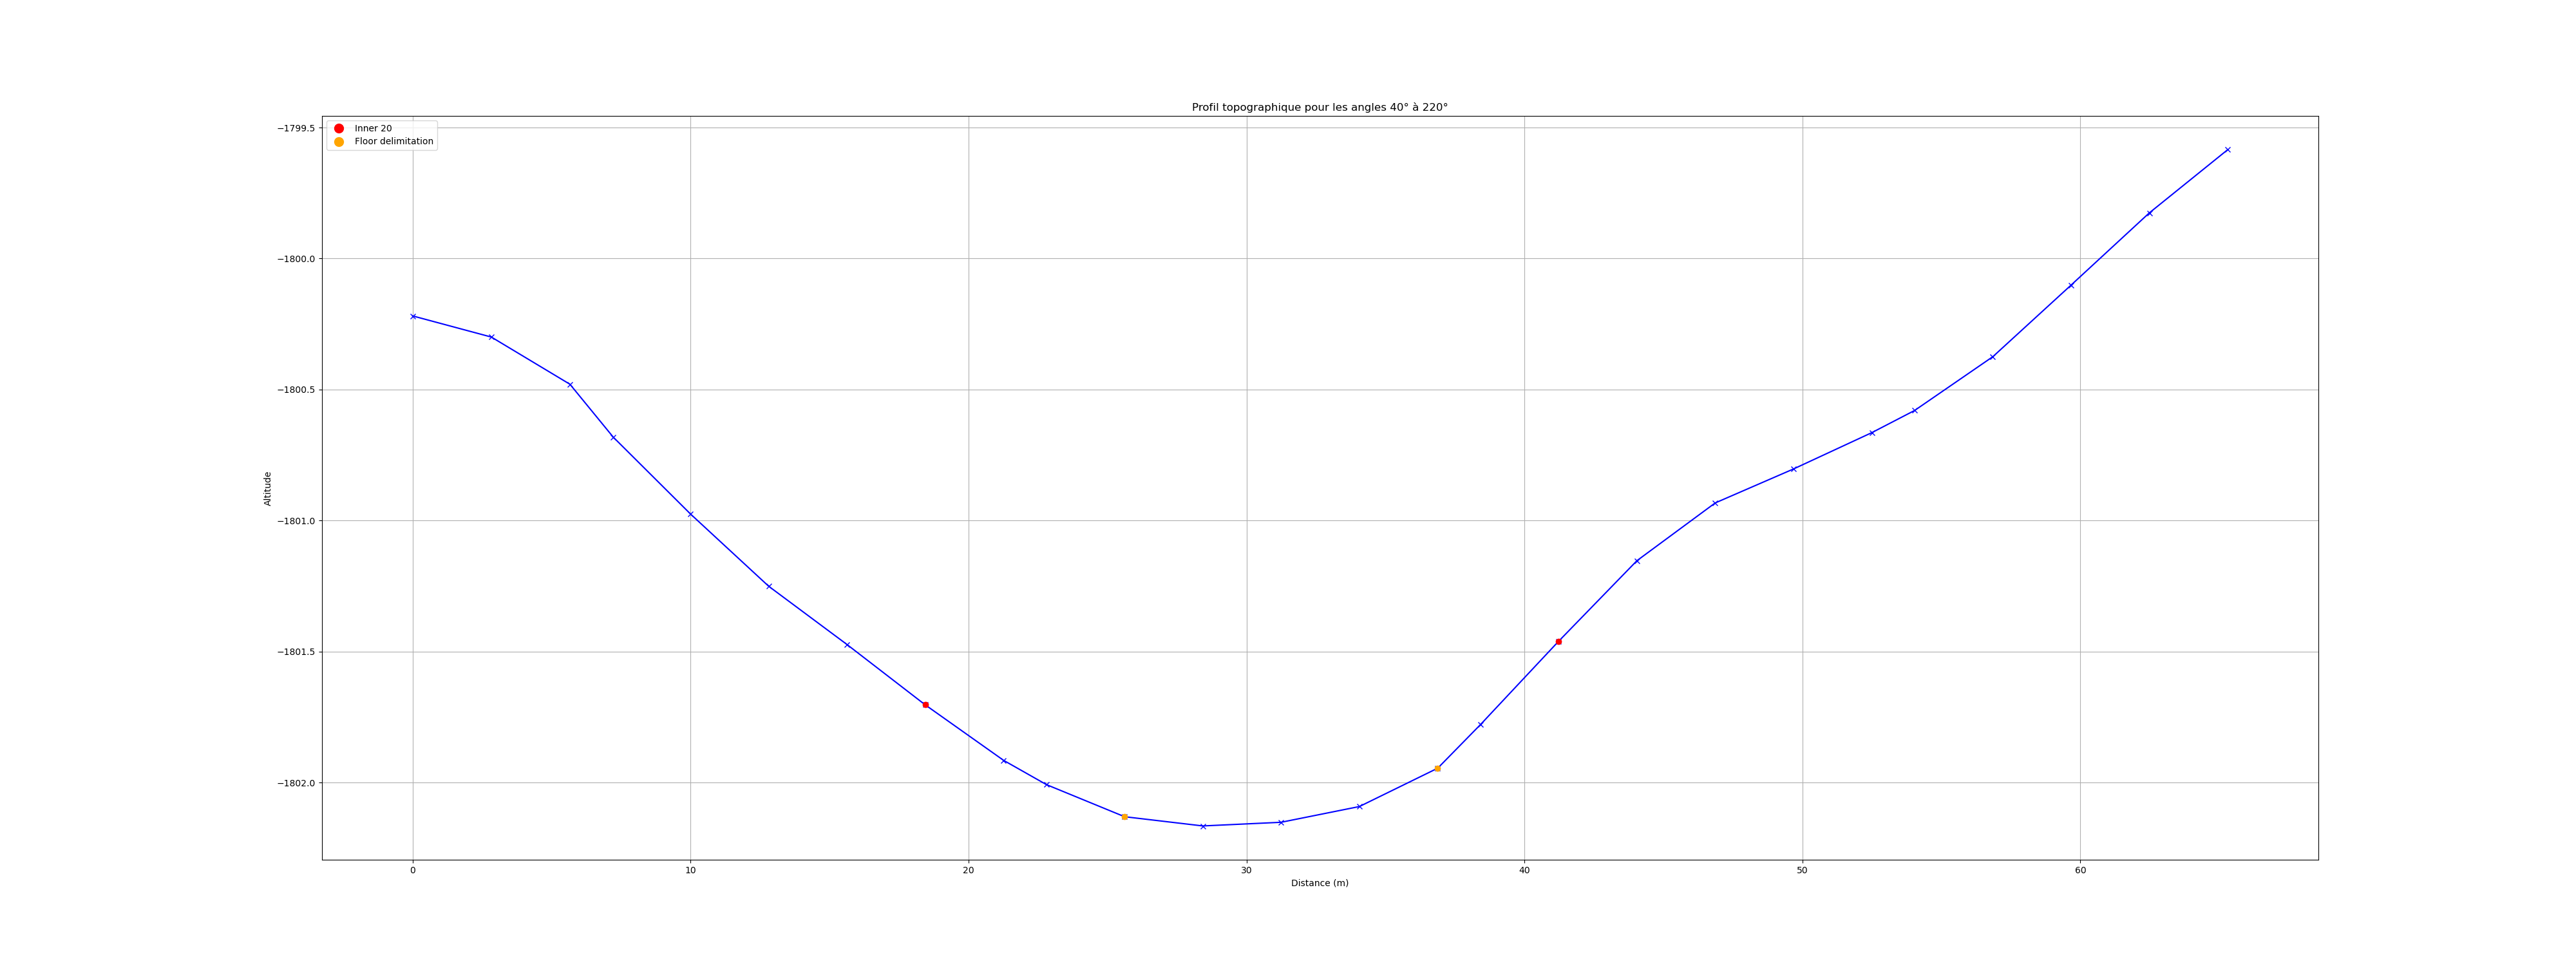 Profil topographique pour les angles 40° à 220°
Inner 20
Floor delimitation
−1799.5
−1800.0
−1800.5
−1801.0
−1801.5
−1802.0
Altitude
0 10 20 30 40 50 60
Distance (m)